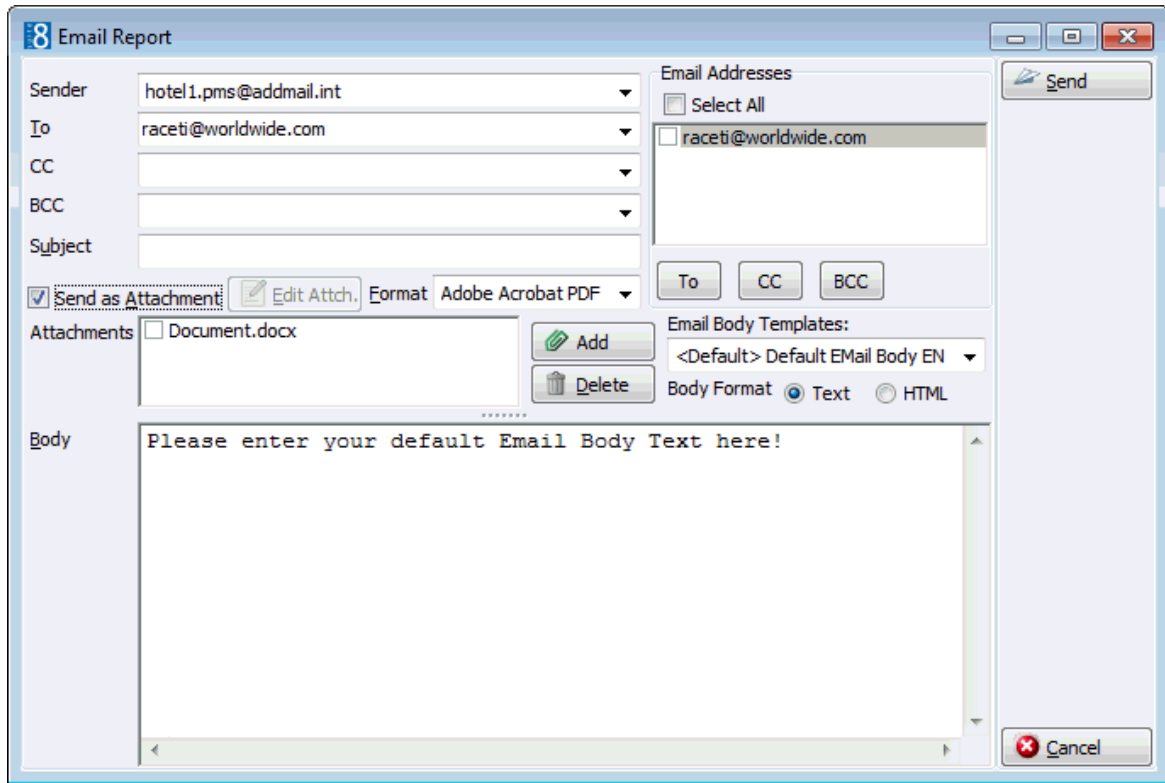 8 Email Report
Sender hotel1.pms@addmail.int
To raceti@worldwide.com
CC
BCC
Subject
Send as Attachment Edit Attch. Format Adobe Acrobat PDF
Attachments Document.docx
Add
Delete
Email Addresses
Select All
raceti@worldwide.com
To CC BCC
Email Body Templates:
<Default> Default EMail Body EN
Body Format Text HTML
Body Please enter your default Email Body Text here!
Send
Cancel